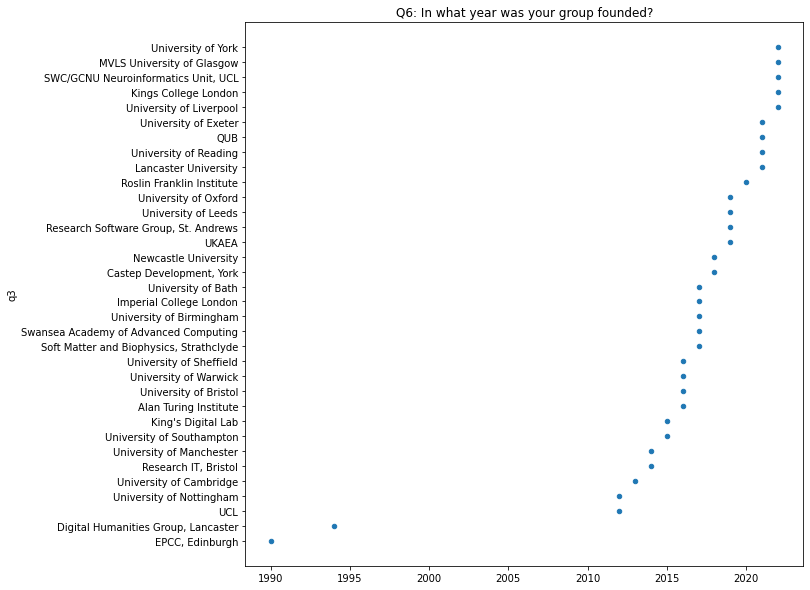 Q6: In what year was your group founded?
University of York
MVLS University of Glasgow
SWC/GCNU Neuroinformatics Unit, UCL
Kings College London
University of Liverpool
University of Exeter
QUB
University of Reading
Lancaster University
Roslin Franklin Institute
University of Oxford
University of Leeds
Research Software Group, St. Andrews
UKAEA
Newcastle University
Castep Development, York
University of Bath
Imperial College London
University of Birmingham
Swansea Academy of Advanced Computing
Soft Matter and Biophysics, Strathclyde
University of Sheffield
University of Warwick
University of Bristol
Alan Turing Institute
King's Digital Lab
University of Southampton
University of Manchester
Research IT, Bristol
University of Cambridge
University of Nottingham
UCL
Digital Humanities Group, Lancaster
EPCC, Edinburgh
q3
1990 1995 2000 2005 2010 2015 2020